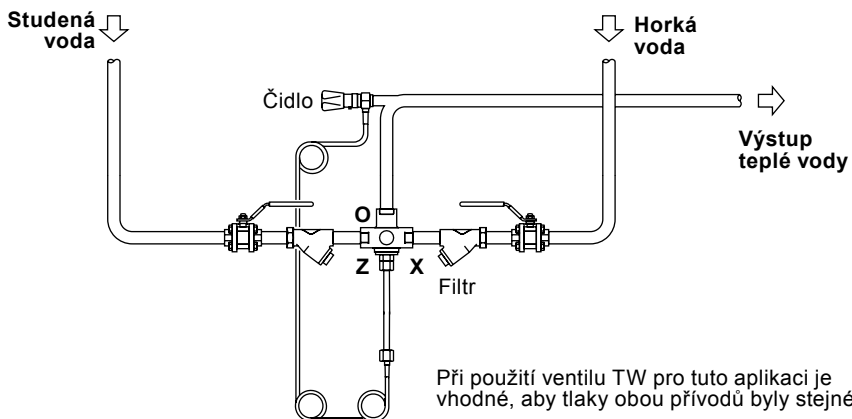 Studená
voda
Horká
voda
Čidlo
Výstup
teplé vody
O
Z
X
Filtr
Při použití ventilu TW pro tuto aplikaci je
vhodné, aby tlaky obou přívodů byly stejné